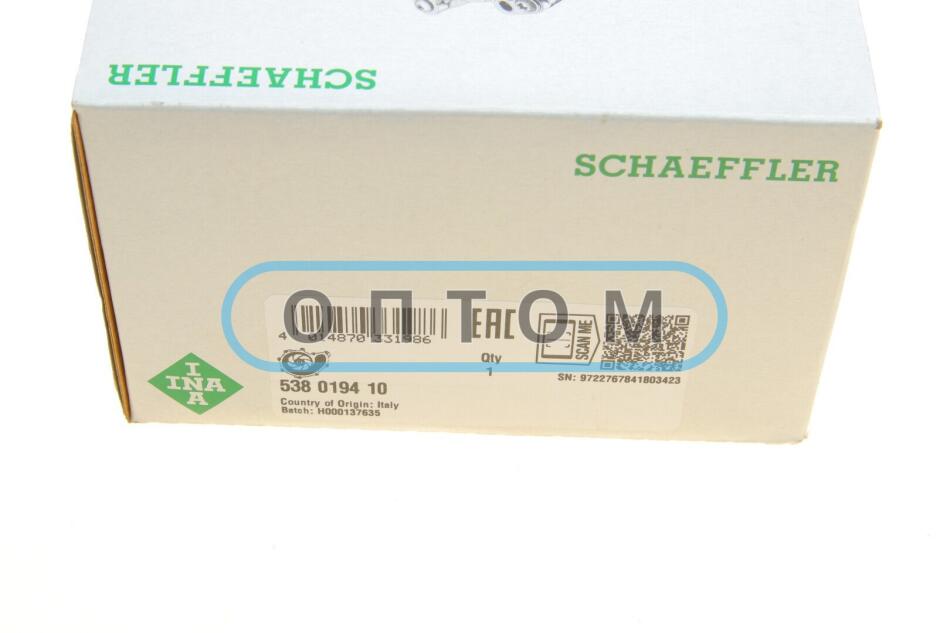 SCHAEFFLER
SCHAEFFLER
ОПТОМ
EAC
SCAN ME
Qty
1
SN: 9722767841803423
INA
INA
538 0194 10
Country of Origin: Italy
Batch: H000137635